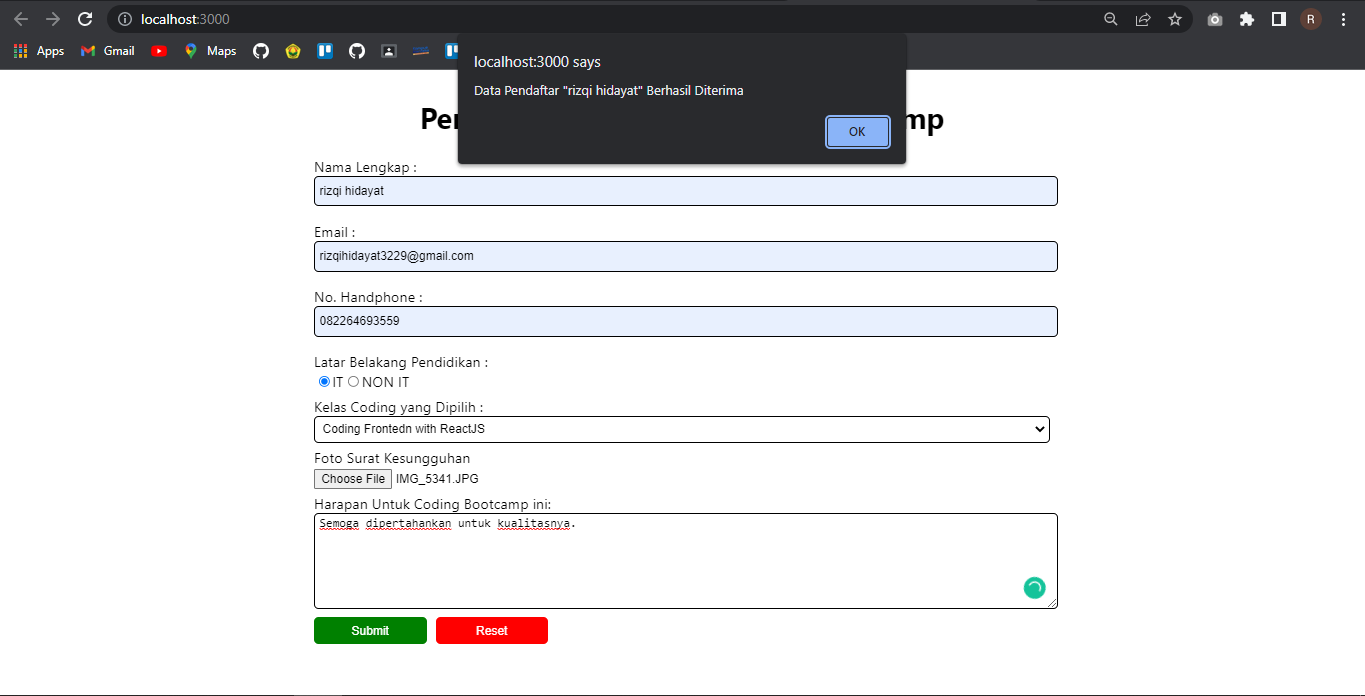 localhost:3000
R
Apps Gmail Maps
localhost:3000 says
Data Pendaftar "rizqi hidayat" Berhasil Diterima
OK
Nama Lengkap :
rizqi hidayat
Email :
rizqihidayat3229@gmail.com
No. Handphone :
082264693559
Latar Belakang Pendidikan :
IT NON IT
Kelas Coding yang Dipilih :
Coding Frontedn with ReactJS
Foto Surat Kesungguhan
Choose File IMG_5341.JPG
Harapan Untuk Coding Bootcamp ini:
Semoga dipertahankan untuk kualitasnya.
Submit Reset